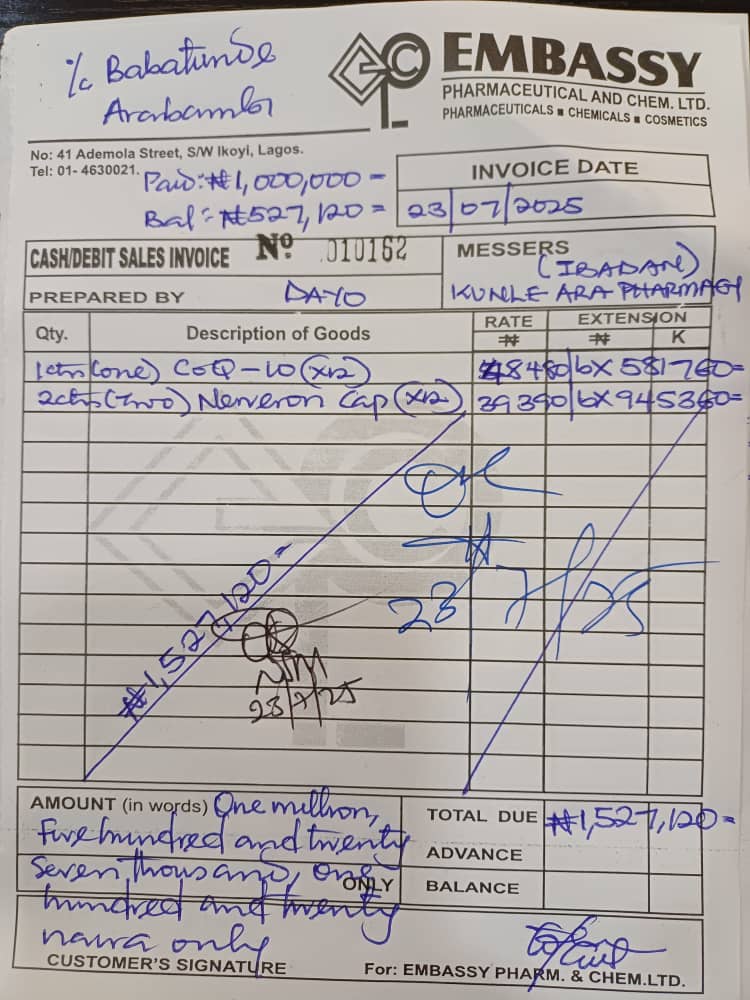 ℅ Babatunde
Arabambi
EMBASSY
PHARMACEUTICAL AND CHEM. LTD.
PHARMACEUTICALS ■ CHEMICALS ■ COSMETICS
No: 41 Ademola Street, S/W Ikoyi, Lagos.
Tel: 01- 4630021.
Paid: ₦1,000,000=
Bal: ₦527,120=
INVOICE DATE
23/07/2025
CASH/DEBIT SALES INVOICE Nº. 010162
MESSERS
(IBADAN)
KUNLE ARA PHARMACY
PREPARED BY DAYO
Qty. Description of Goods RATE ₦ EXTENSION ₦ K
1ctn (one) COQ-10 (x12) 48480 581760=
2ctns (Two) Nerveron Cap (x12) 39390 945360=
OK
23/7/25
₦1,527,120=
OK
NM
23/7/25
AMOUNT (in words) One million,
Five hundred and twenty
Seven thousand, one
hundred and twenty
naira only
ONLY
TOTAL DUE ₦1,527,120=
ADVANCE
BALANCE
CUSTOMER'S SIGNATURE
For: EMBASSY PHARM. & CHEM.LTD.